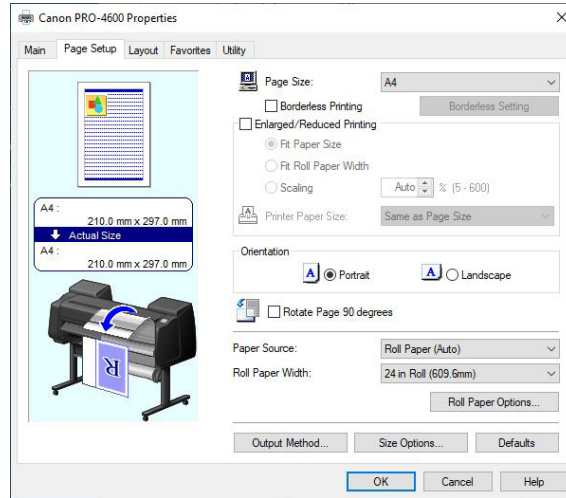 Canon PRO-4600 Properties
Main Page Setup Layout Favorites Utility
Page Size: A4
Borderless Printing Borderless Setting
Enlarged/Reduced Printing
Fit Paper Size
Fit Roll Paper Width
Scaling Auto % (5 - 600)
Printer Paper Size: Same as Page Size
A4 :
210.0 mm x 297.0 mm
Actual Size
A4 :
210.0 mm x 297.0 mm
Orientation
A Portrait A Landscape
Rotate Page 90 degrees
R
Paper Source: Roll Paper (Auto)
Roll Paper Width: 24 in Roll (609.6mm)
Roll Paper Options...
Output Method... Size Options... Defaults
OK Cancel Help